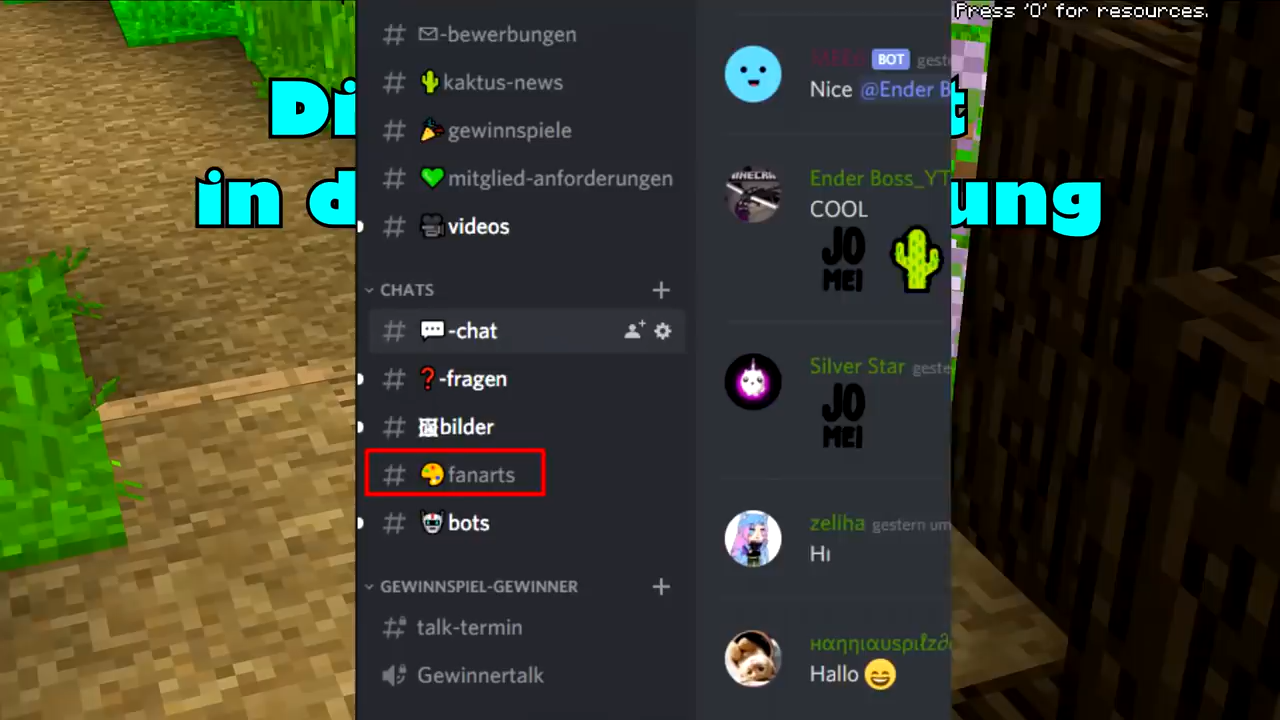 Press 'O' for resources.
Di
in d
ung
# -bewerbungen
# kaktus-news
# gewinnspiele
# mitglied-anforderungen
# videos
CHATS
# -chat
# ❓-fragen
# bilder
# fanarts
# bots
GEWINNSPIEL-GEWINNER
# talk-termin
Gewinnertalk
BOT geste
Nice @Ender B
Ender Boss_YT
COOL
JO
MEI
Silver Star geste
JO
MEI
zeliha gestern um
Hi
Hallo